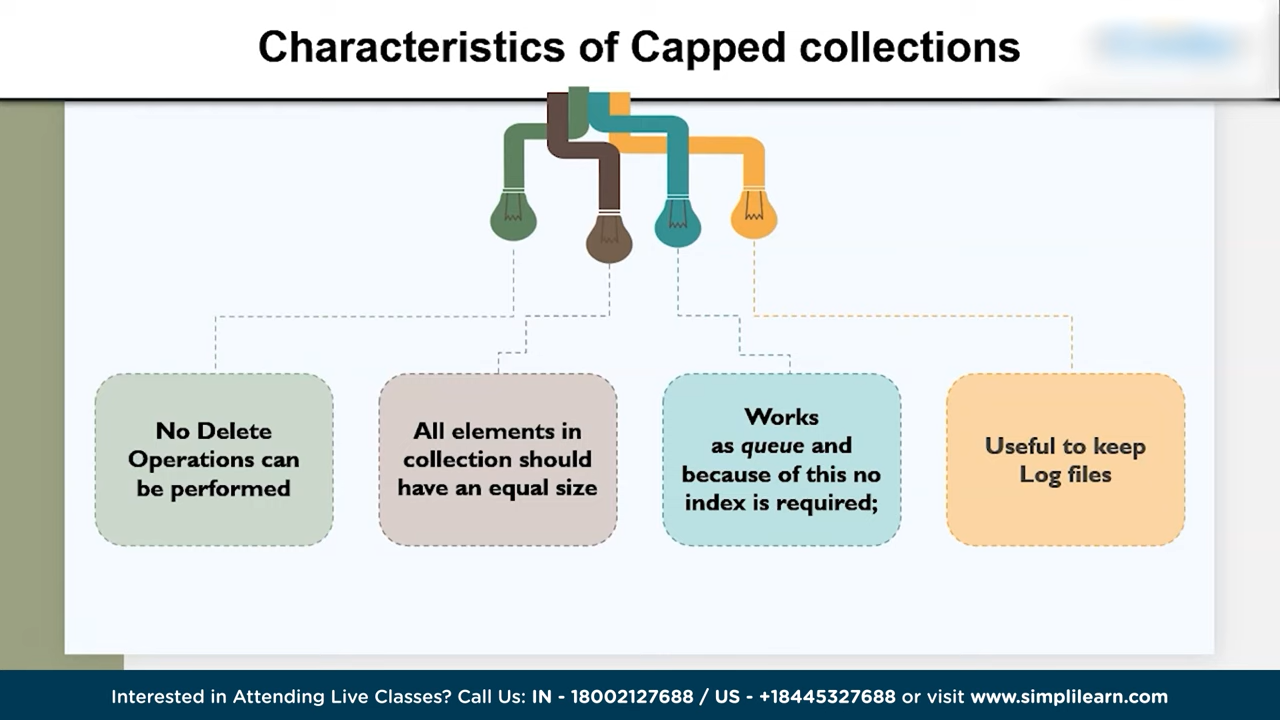 Characteristics of Capped collections
No Delete
Operations can
be performed
All elements in
collection should
have an equal size
Works
as queue and
because of this no
index is required;
Useful to keep
Log files
Interested in Attending Live Classes? Call Us: IN - 18002127688 / US - +18445327688 or visit www.simplilearn.com